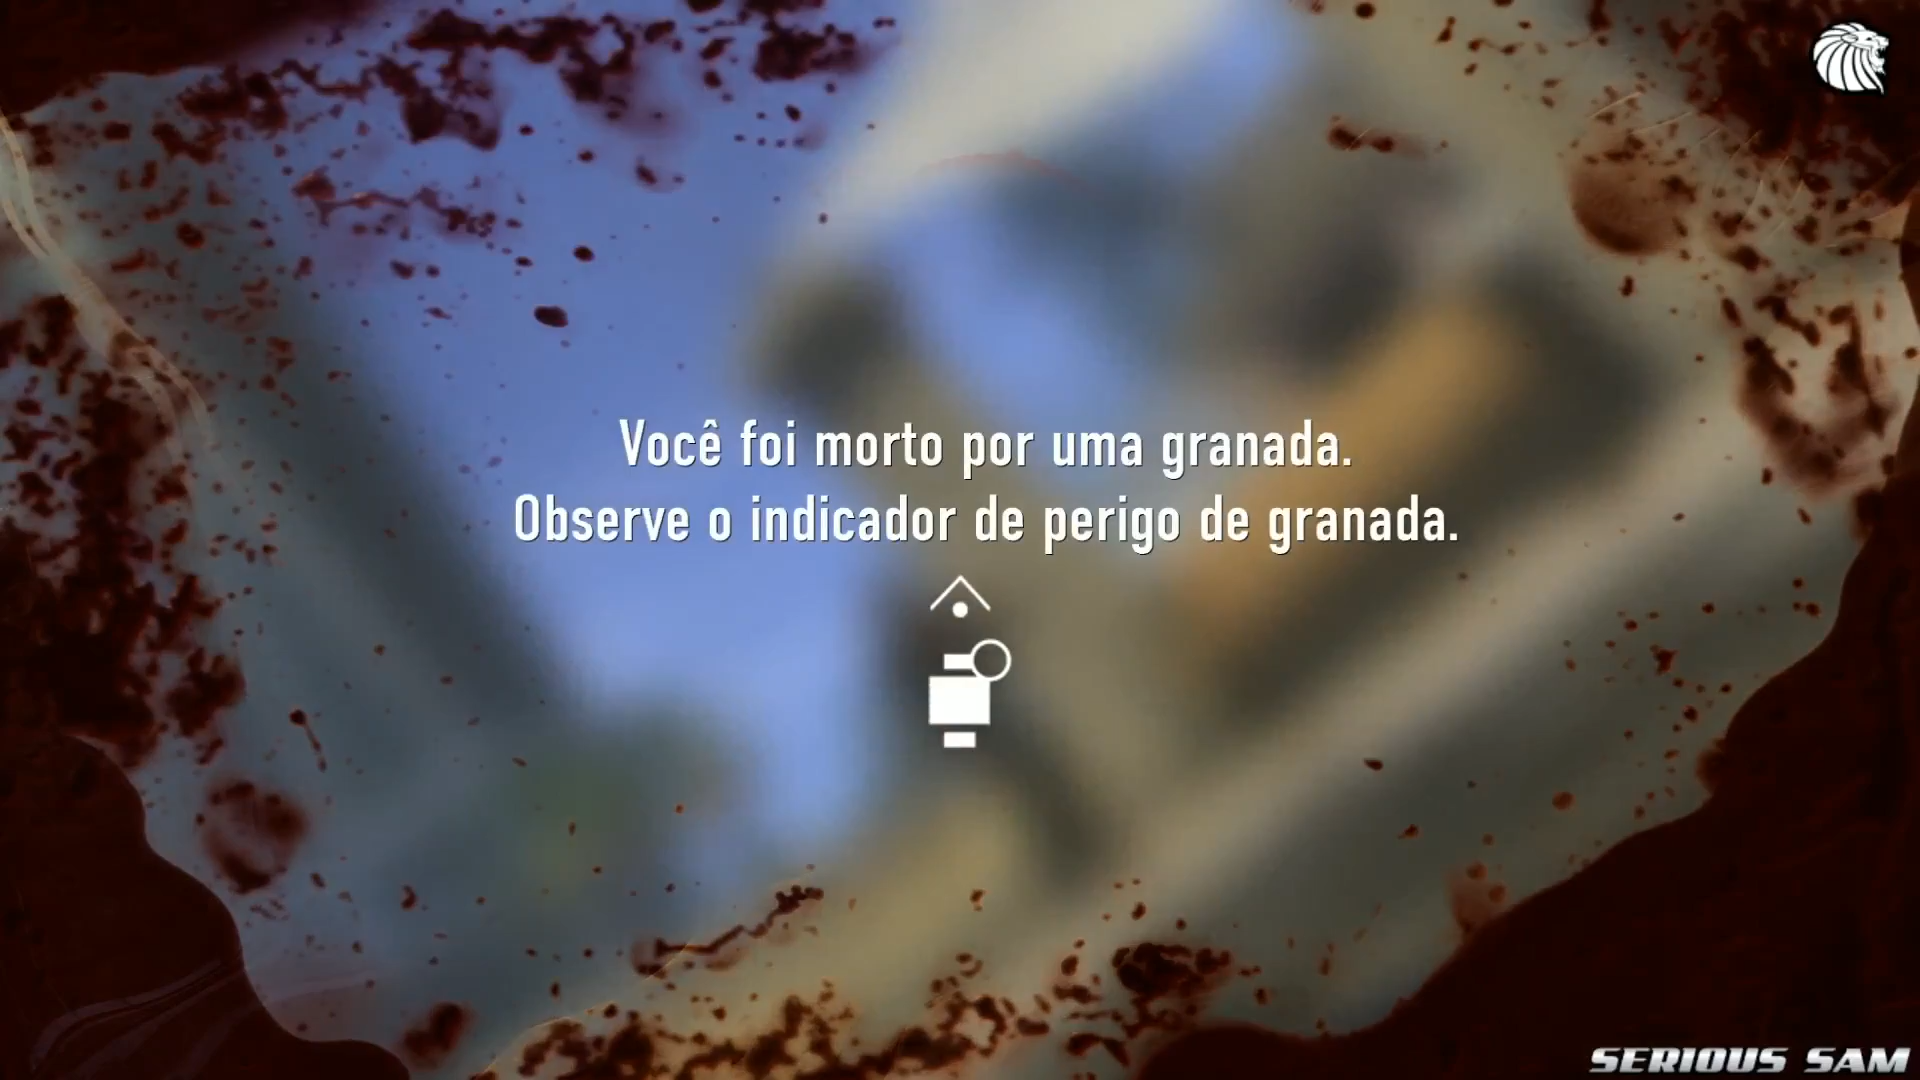 Você foi morto por uma granada.
Observe o indicador de perigo de granada.
SERIOUS SAM